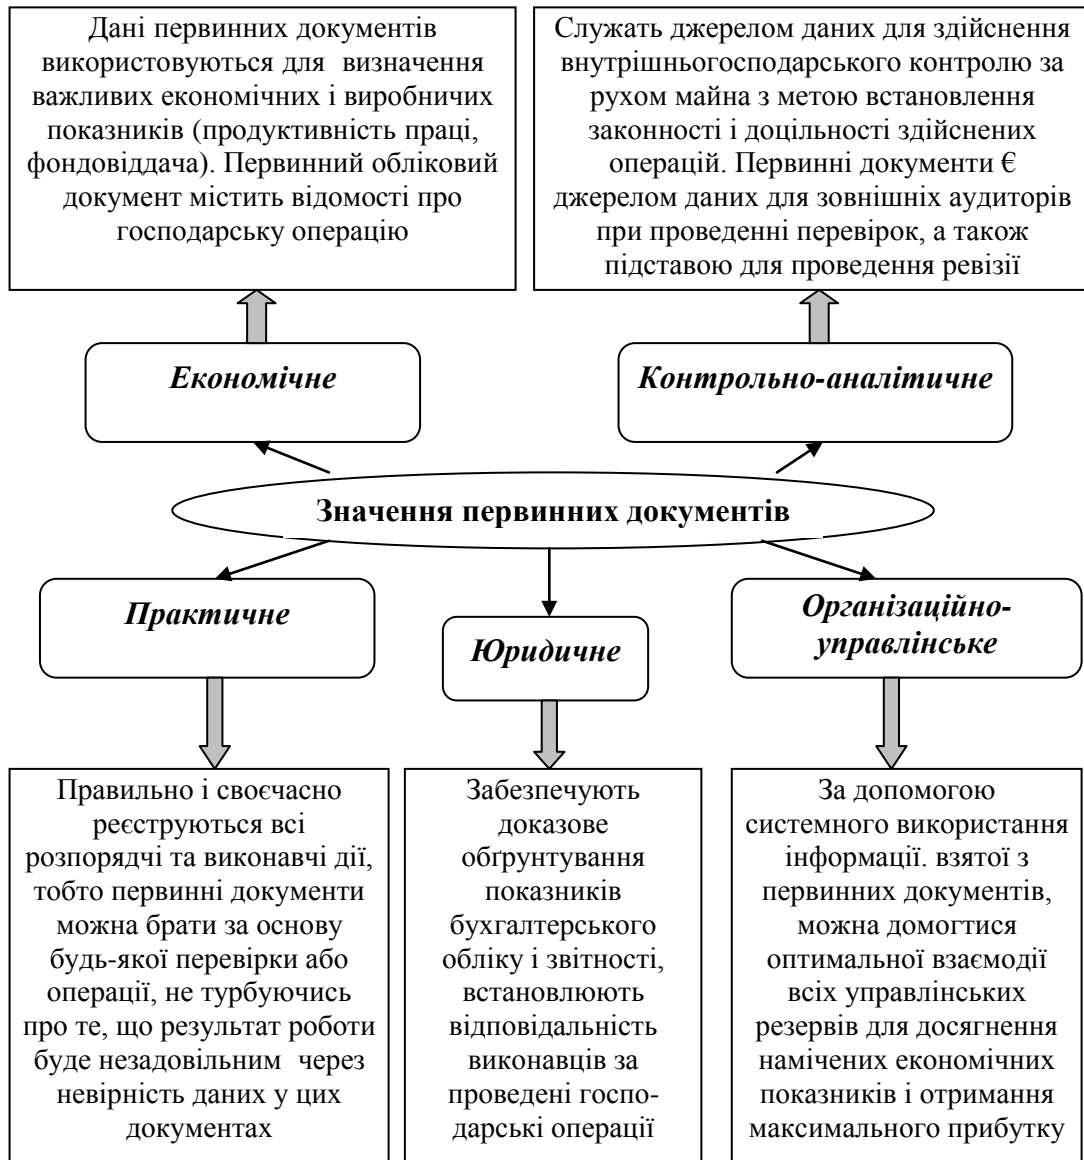 Дані первинних документів
використовуються для визначення
важливих економічних і виробничих
показників (продуктивність праці,
фондовіддача). Первинний обліковий
документ містить відомості про
господарську операцію
Служать джерелом даних для здійснення
внутрішньогосподарського контролю за
рухом майна з метою встановлення
законності і доцільності здійснених
операцій. Первинні документи €
джерелом даних для зовнішніх аудиторів
при проведенні перевірок, а також
підставою для проведення ревізії
Економічне
Контрольно-аналітичне
Значення первинних документів
Практичне
Юридичне
Організаційно-
управлінське
Правильно і своєчасно
реєструються всі
розпорядчі та виконавчі дії,
тобто первинні документи
можна брати за основу
будь-якої перевірки або
операції, не турбуючись
про те, що результат роботи
буде незадовільним через
невірність даних у цих
документах
Забезпечують
доказове
обґрунтування
показників
бухгалтерського
обліку і звітності,
встановлюють
відповідальність
виконавців за
проведені госпо-
дарські операції
За допомогою
системного використання
інформації. взятої з
первинних документів,
можна домогтися
оптимальної взаємодії
всіх управлінських
резервів для досягнення
намічених економічних
показників і отримання
максимального прибутку